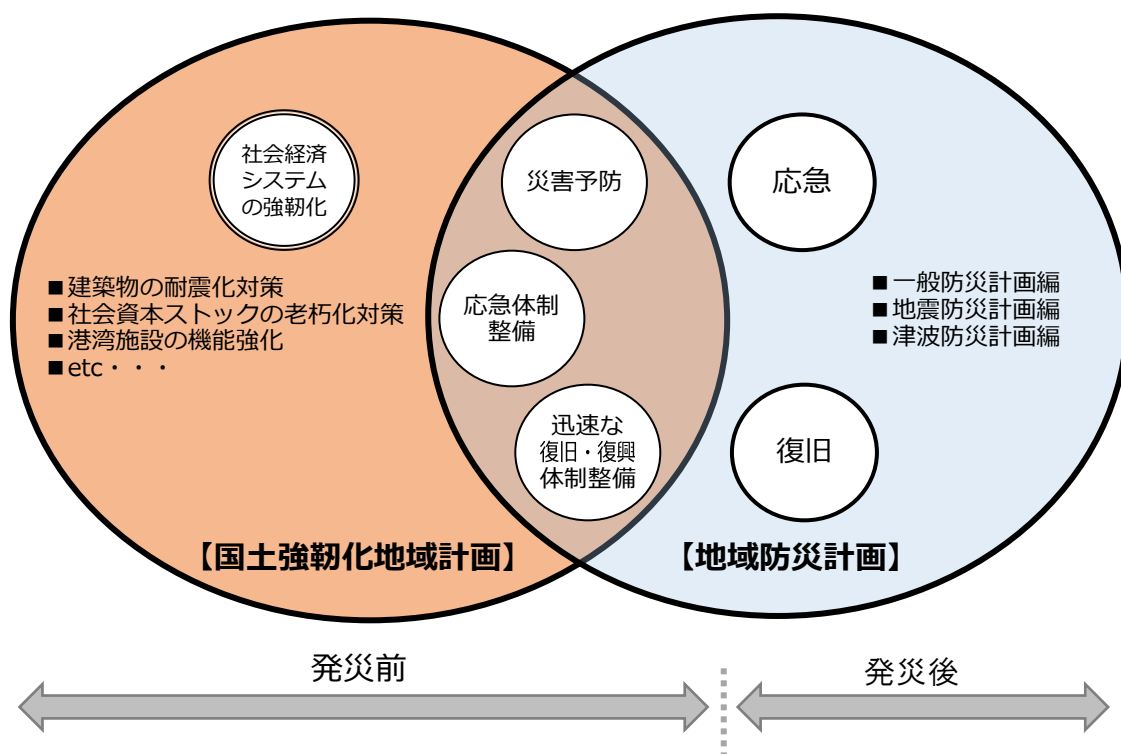 社会経済
システム
の強靭化
■建築物の耐震化対策
■社会資本ストックの老朽化対策
■港湾施設の機能強化
■etc・・・
災害予防
応急体制
整備
迅速な
復旧・復興
体制整備
応急
■一般防災計画編
■地震防災計画編
■津波防災計画編
復旧
【国土強靭化地域計画】
【地域防災計画】
発災前
発災後